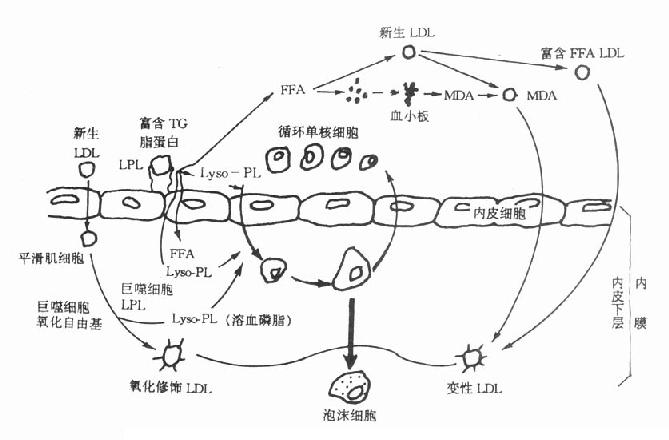 新生 LDL
富含 FFA LDL
FFA
血小板
MDA
MDA
富含 TG
脂蛋白
新生
LDL
LPL
循环单核细胞
Lyso-PL
内皮细胞
平滑肌细胞
FFA
Lyso-PL
巨噬细胞
LPL
巨噬细胞
氧化自由基
Lyso-PL (溶血磷脂)
内皮下层
内膜
氧化修饰 LDL
泡沫细胞
变性 LDL